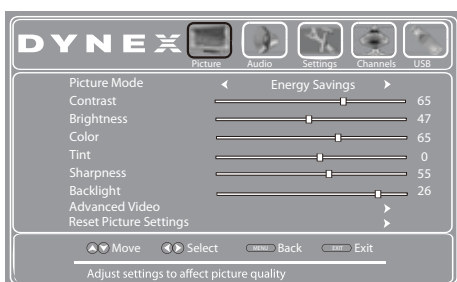 DYNEX
Picture Audio Settings Channels USB
Picture Mode Energy Savings
Contrast 65
Brightness 47
Color 65
Tint 0
Sharpness 55
Backlight 26
Advanced Video
Reset Picture Settings
Move Select MENU Back EXIT Exit
Adjust settings to affect picture quality